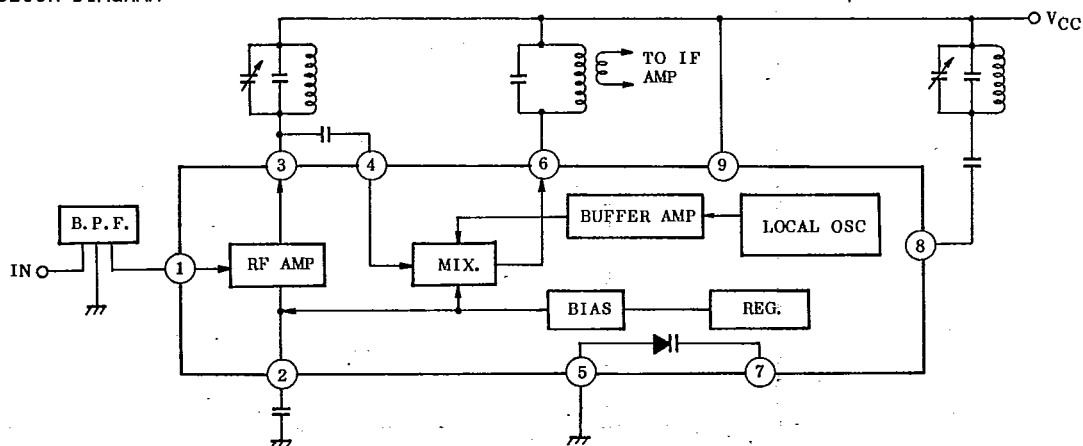 VCC
TO IF
AMP
3
4
6
9
B.P.F.
BUFFER AMP
LOCAL OSC
8
IN
1
RF AMP
MIX.
BIAS
REG.
2
5
7